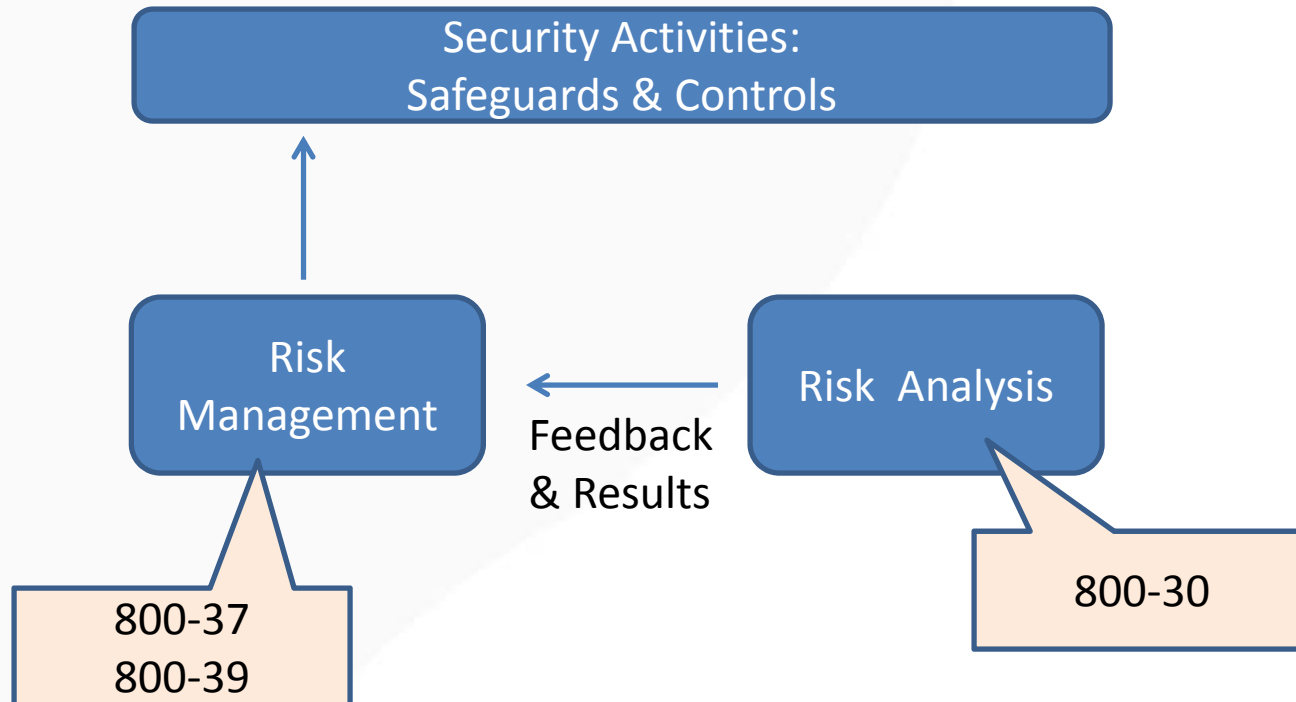 Security Activities:
Safeguards & Controls
Risk
Management
Risk Analysis
Feedback
& Results
800-37
800-39
800-30